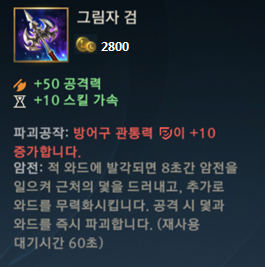 그림자 검
2800
+50 공격력
+10 스킬 가속
파괴공작: 방어구 관통력 이 +10
증가합니다.
암전: 적 와드에 발각되면 8초간 암전을
일으켜 근처의 덫을 드러내고, 추가로
와드를 무력화시킵니다. 공격 시 덫과
와드를 즉시 파괴합니다. (재사용
대기시간 60초)